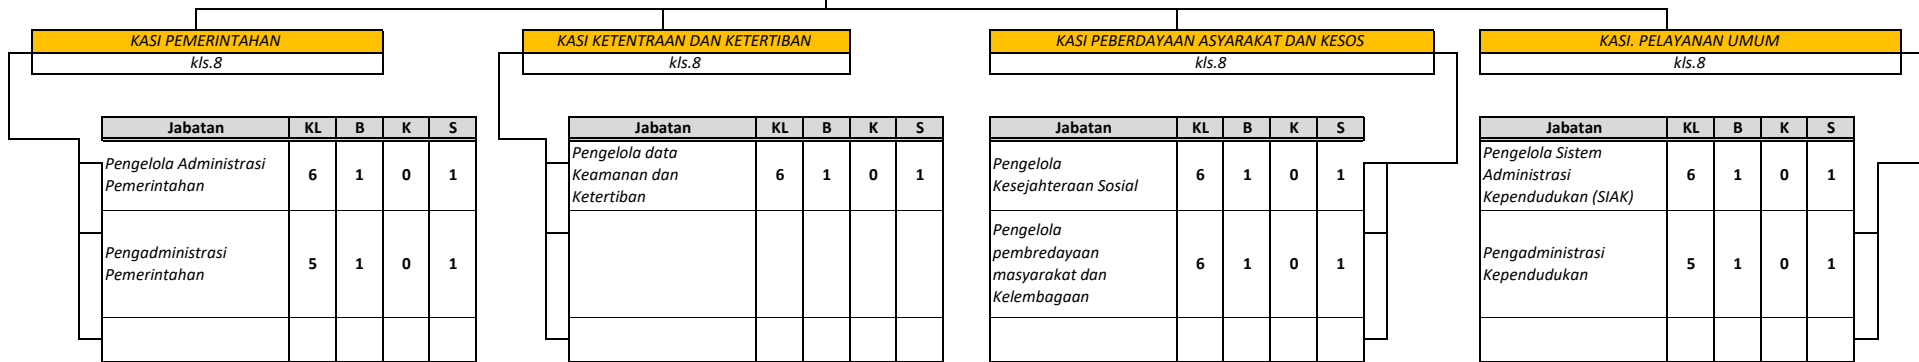 KASI PEMERINTAHAN
kls.8
Jabatan KL B K S
Pengelola Administrasi
Pemerintahan
6 1 0 1
Pengadministrasi
Pemerintahan
5 1 0 1
KASI KETENTRAAN DAN KETERTIBAN
kls.8
Jabatan KL B K S
Pengelola data
Keamanan dan
Ketertiban
6 1 0 1
KASI PEBERDAYAAN ASYARAKAT DAN KESOS
kls.8
Jabatan KL B K S
Pengelola
Kesejahteraan Sosial
6 1 0 1
Pengelola
pembredayaan
masyarakat dan
Kelembagaan
6 1 0 1
KASI. PELAYANAN UMUM
kls.8
Jabatan KL B K S
Pengelola Sistem
Administrasi
Kependudukan (SIAK)
6 1 0 1
Pengadministrasi
Kependudukan
5 1 0 1